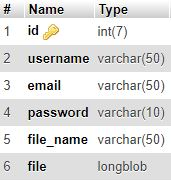 # Name Type
1 id int(7)
2 username varchar(50)
3 email varchar(50)
4 password varchar(10)
5 file_name varchar(50)
6 file longblob